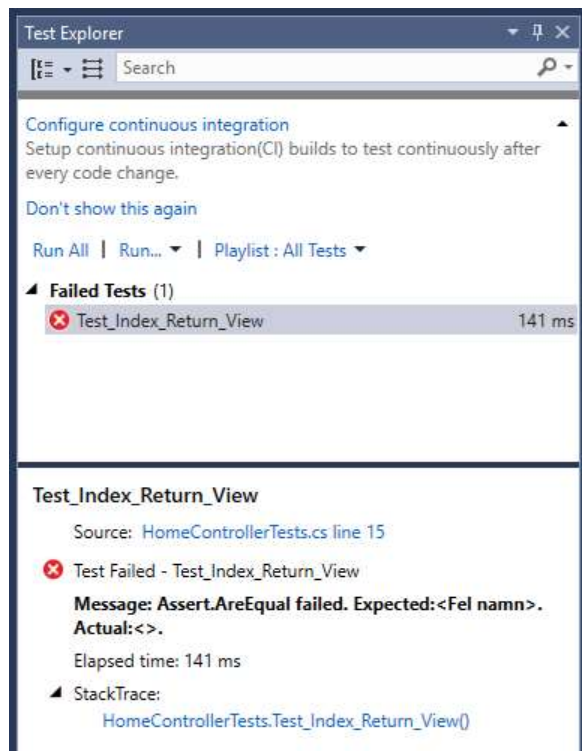 Test Explorer
Search
Configure continuous integration
Setup continuous integration(CI) builds to test continuously after
every code change.
Don't show this again
Run All | Run... | Playlist : All Tests
Failed Tests (1)
Test_Index_Return_View 141 ms
Test_Index_Return_View
Source: HomeControllerTests.cs line 15
Test Failed - Test_Index_Return_View
Message: Assert.AreEqual failed. Expected:<Fel namn>.
Actual:<>.
Elapsed time: 141 ms
StackTrace:
HomeControllerTests.Test_Index_Return_View()